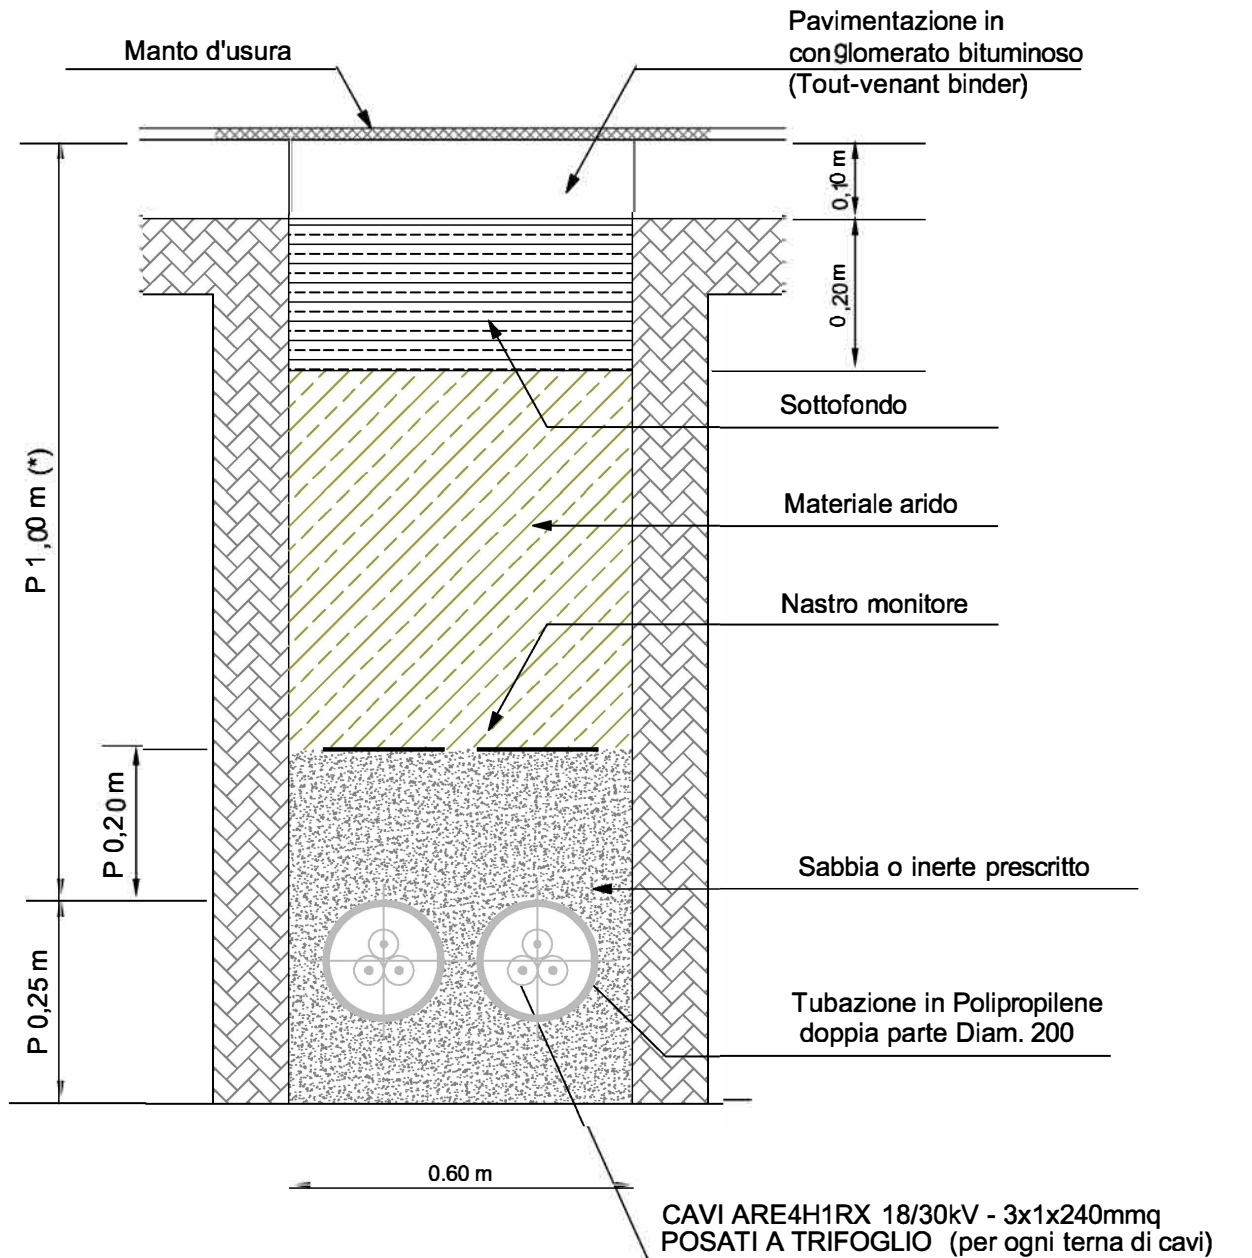 Pavimentazione in
conglomerato bituminoso
(Tout-venant binder)
Manto d'usura
0,10 m
0,20m
Sottofondo
P 1,00 m (*)
Materiale arido
Nastro monitore
P 0,20m
Sabbia o inerte prescritto
P 0,25 m
Tubazione in Polipropilene
doppia parte Diam. 200
0.60 m
CAVI ARE4H1RX 18/30kV - 3x1x240mmq
POSATI A TRIFOGLIO (per ogni terna di cavi)